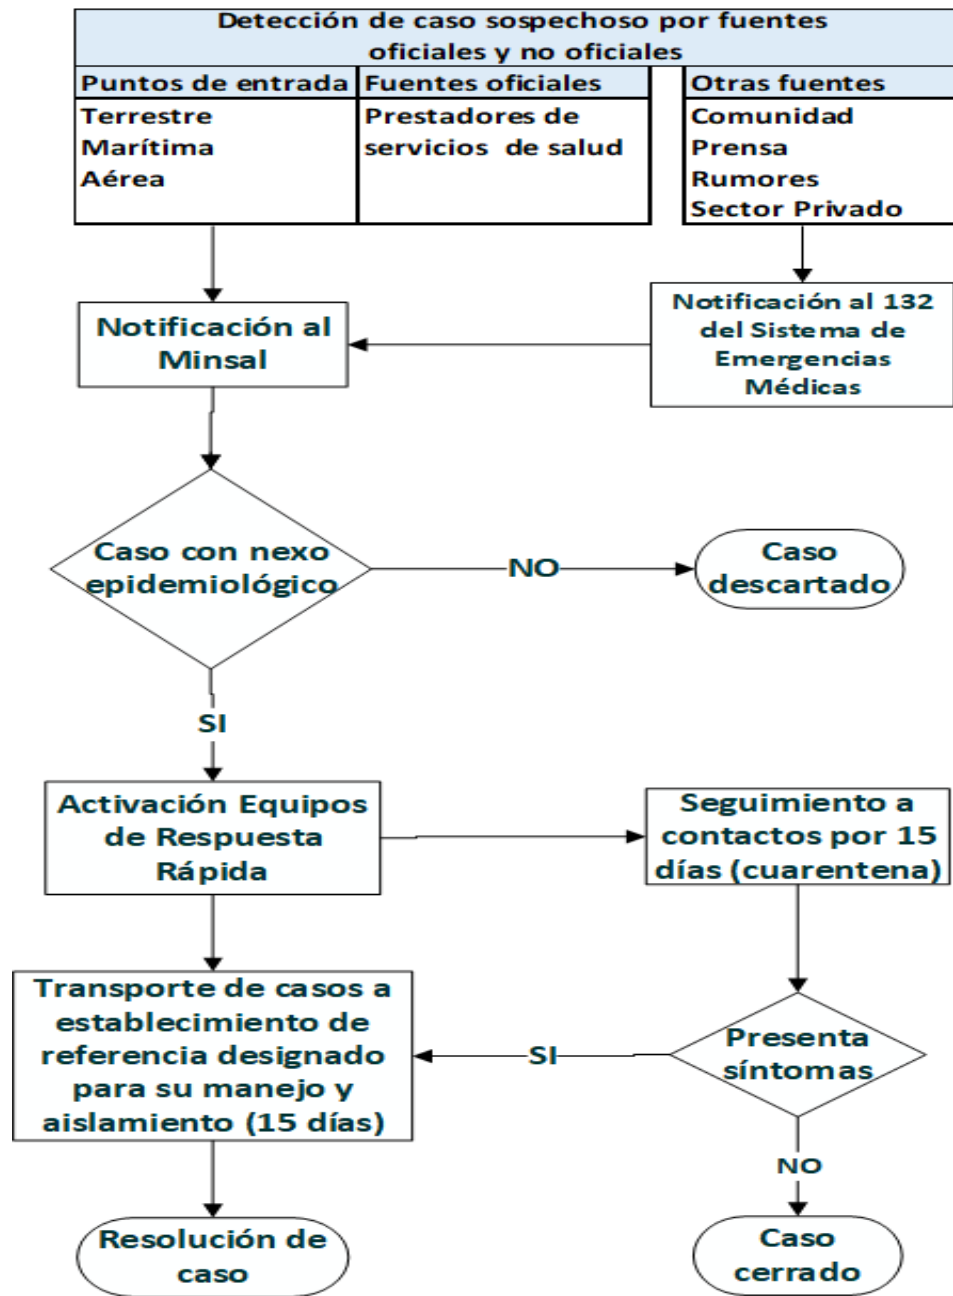 Detección de caso sospechoso por fuentes
oficiales y no oficiales
Puntos de entrada
Terrestre
Marítima
Aérea
Fuentes oficiales
Prestadores de
servicios de salud
Otras fuentes
Comunidad
Prensa
Rumores
Sector Privado
Notificación al
Minsal
Notificación al 132
del Sistema de
Emergencias
Médicas
Caso con nexo
epidemiológico
NO
Caso
descartado
SI
Activación Equipos
de Respuesta
Rápida
Seguimiento a
contactos por 15
días (cuarentena)
Transporte de casos a
establecimiento de
referencia designado
para su manejo y
aislamiento (15 días)
SI
Presenta
síntomas
NO
Resolución de
caso
Caso
cerrado